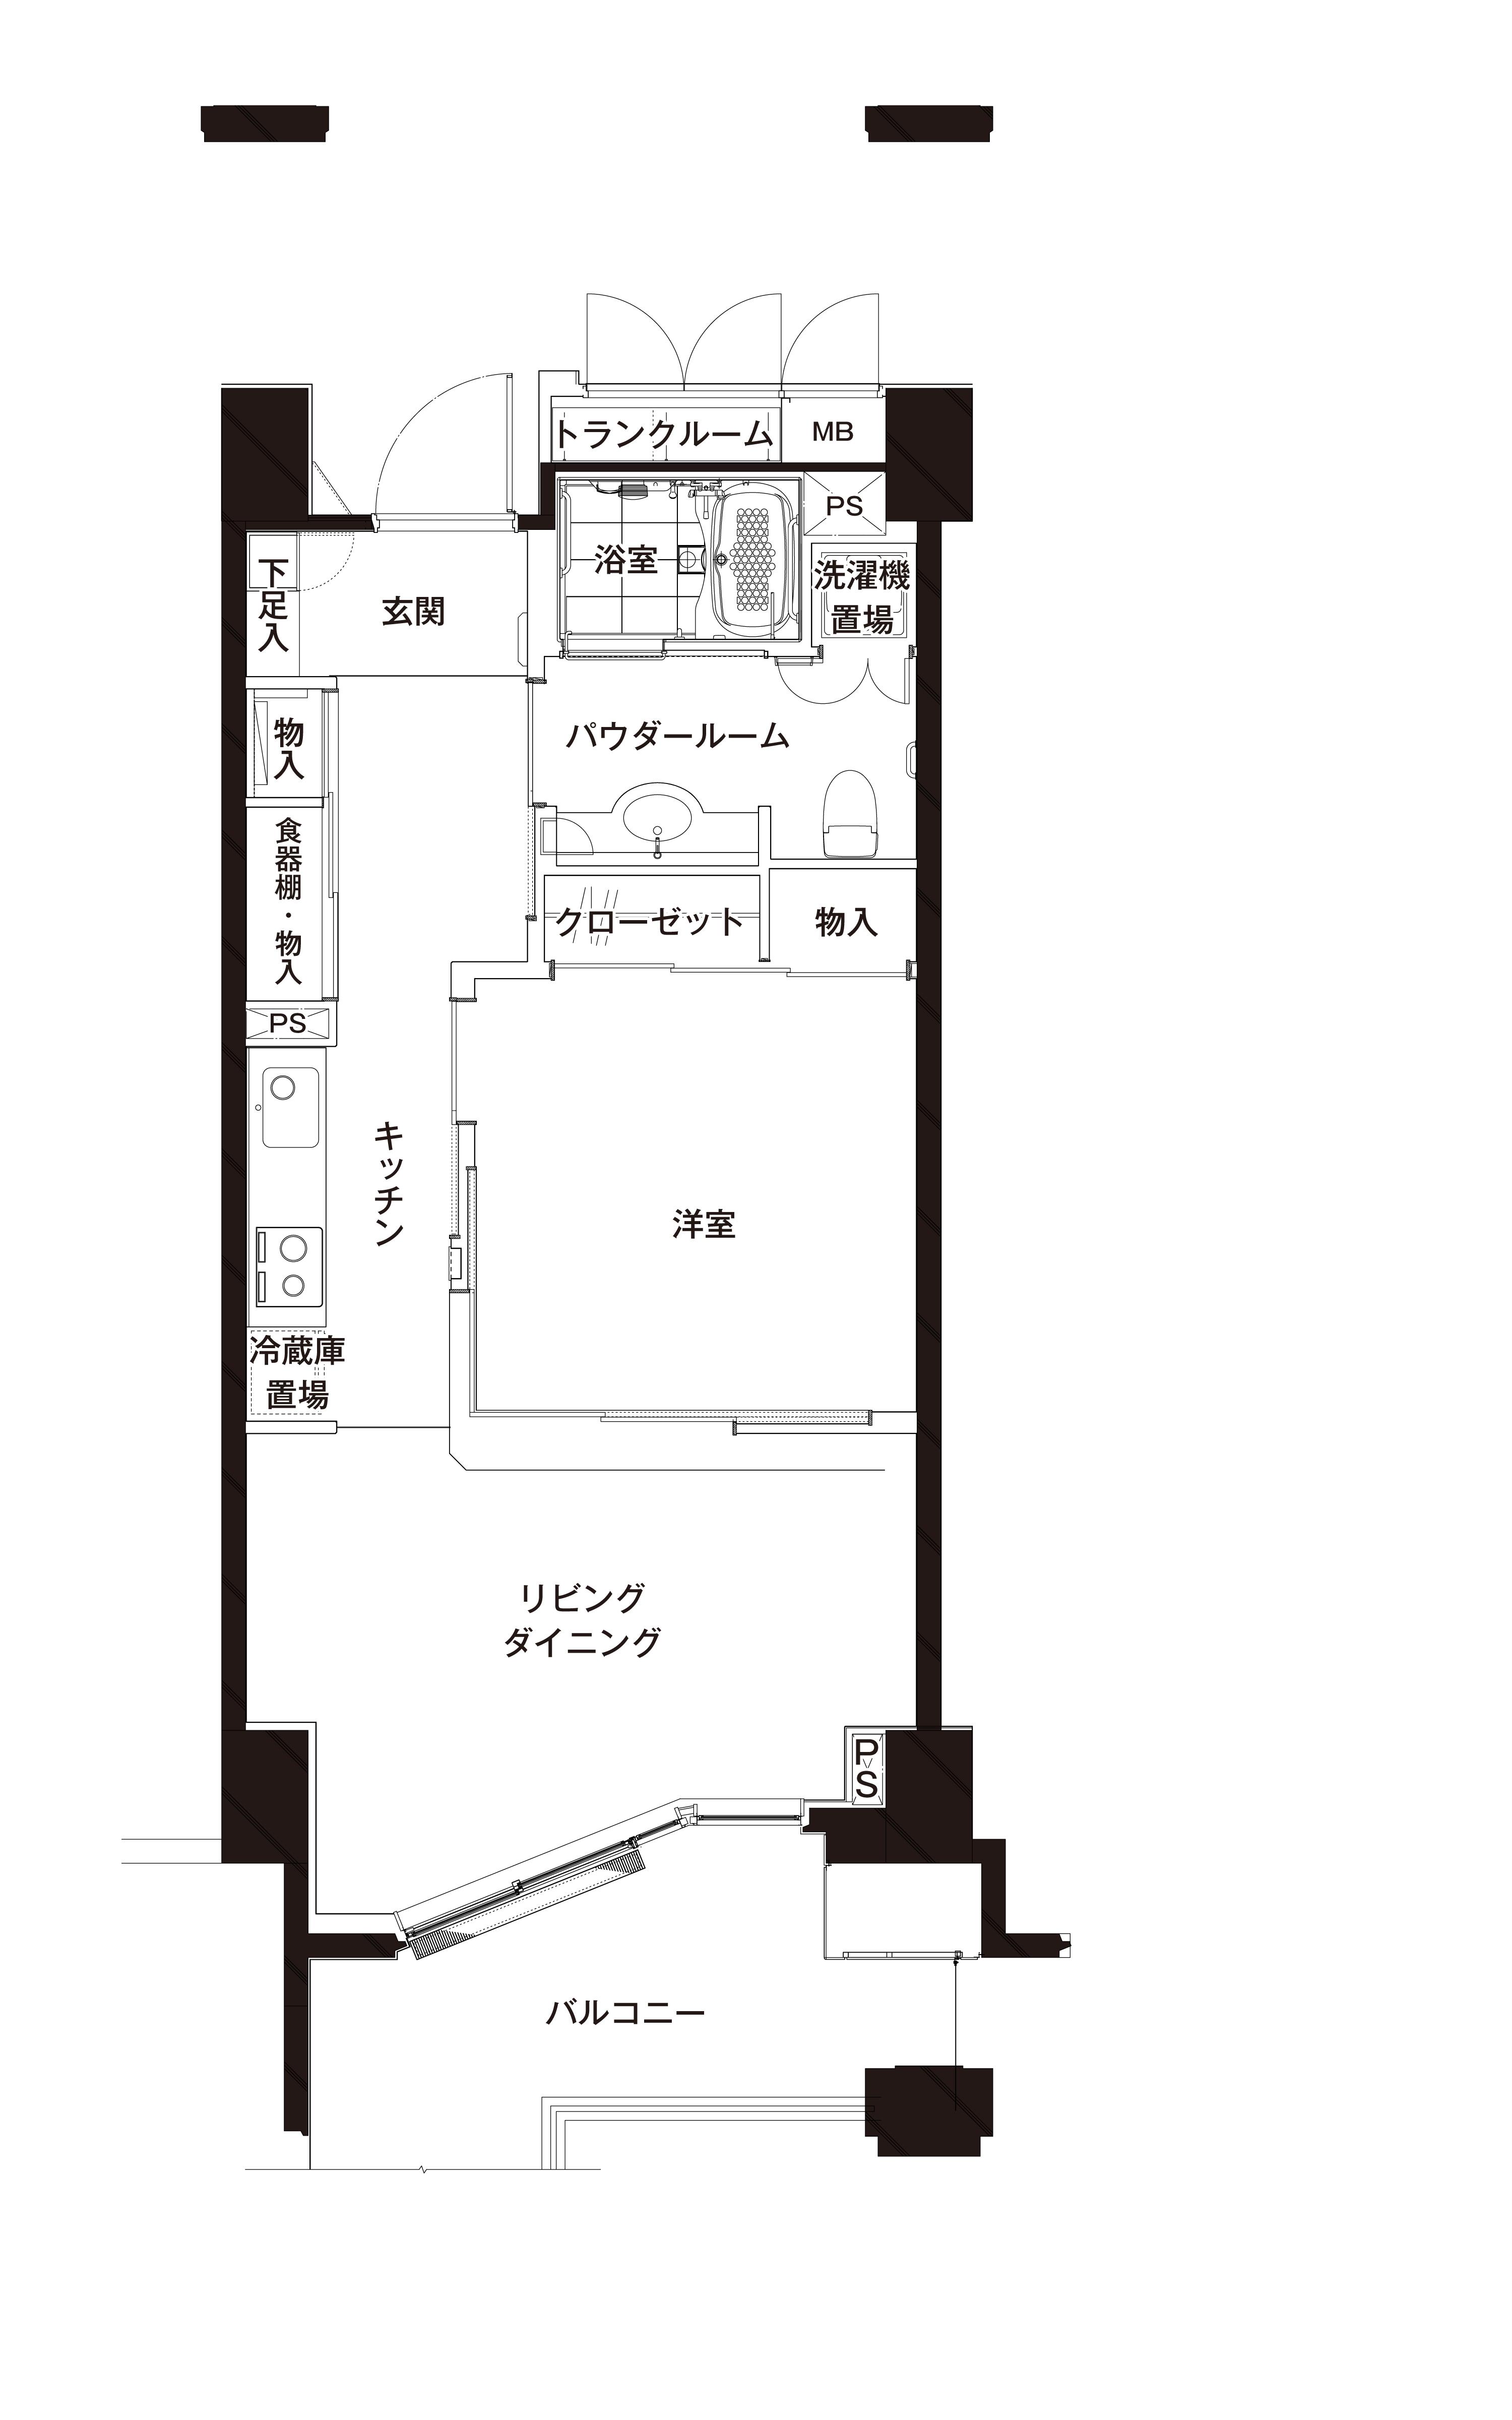 トランクルーム
MB
PS
浴室
洗濯機
置場
下足入
玄関
物入
パウダールーム
食器棚・物入
クローゼット
物入
PS
キッチン
洋室
冷蔵庫
置場
リビング
ダイニング
PS
バルコニー